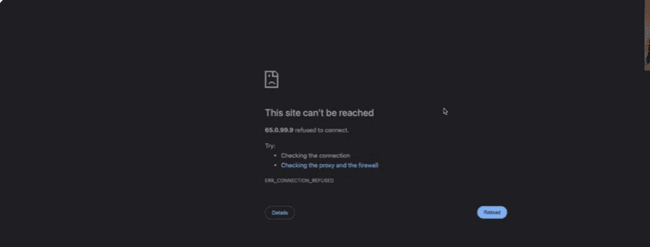 This site can't be reached
65.0.99.9 refused to connect.
Try:
• Checking the connection
• Checking the proxy and the firewall
ERR_CONNECTION_REFUSED
Details
Reload